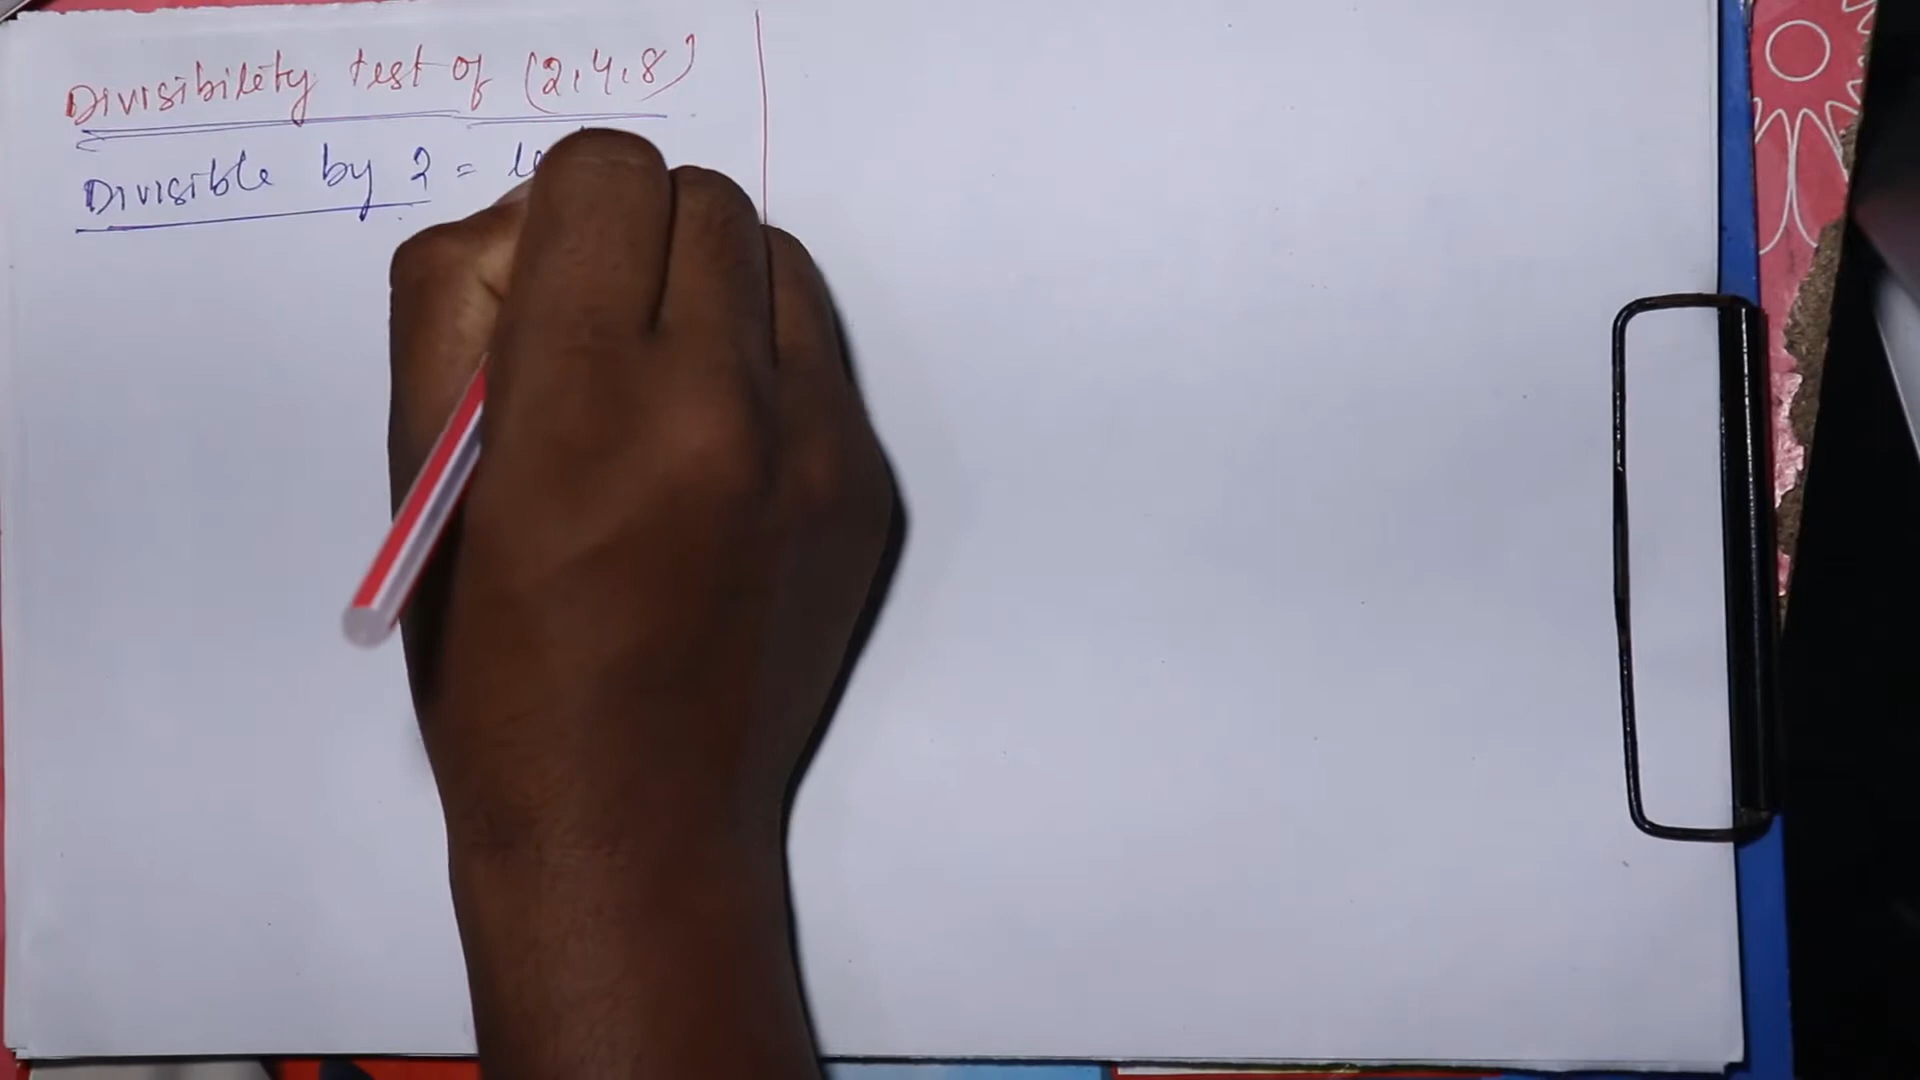 Divisibility test of (2,4,8)
Divisible by 2 =